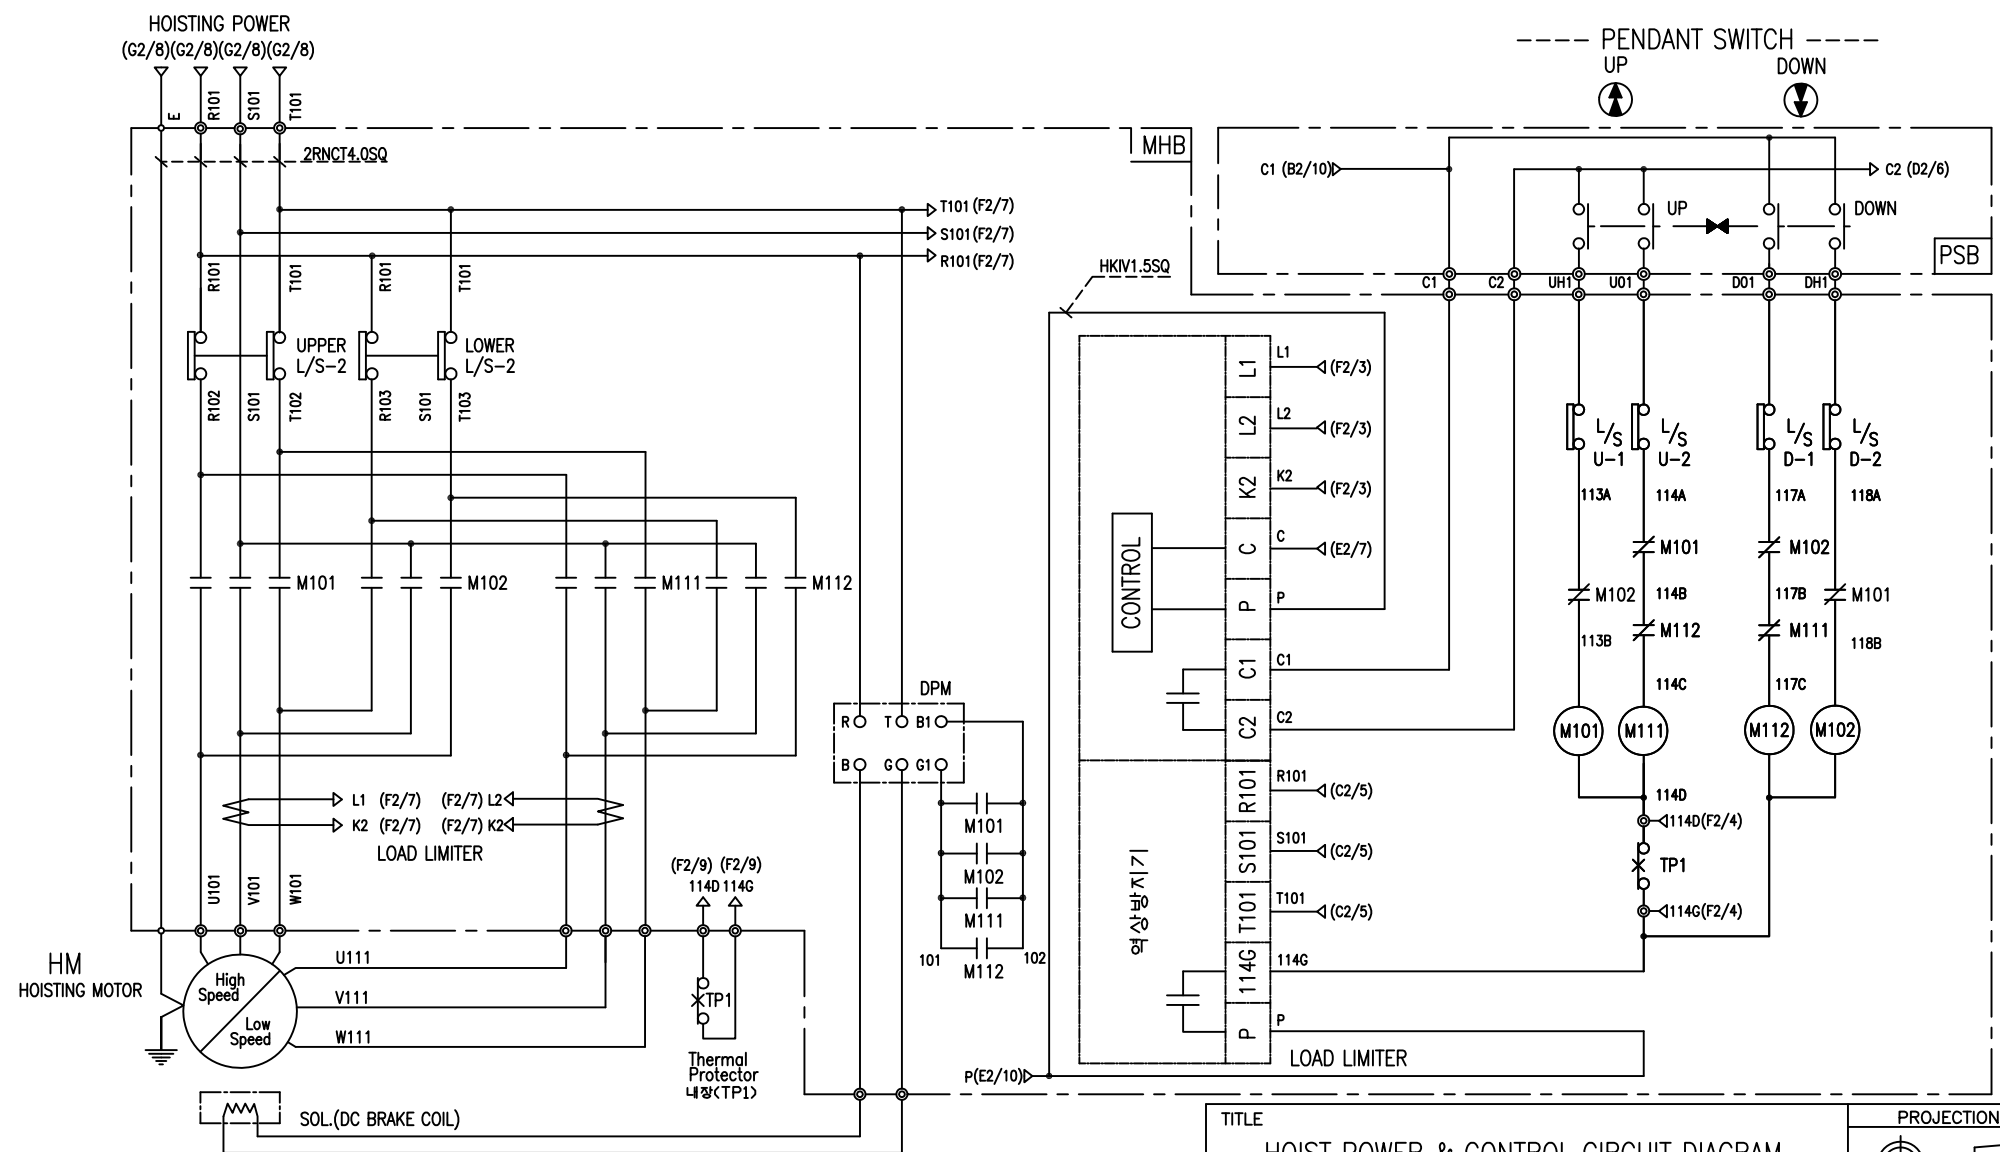 HOISTING POWER
(G2/8)(G2/8)(G2/8)(G2/8)
E
R101
S101
T101
2RNCT4.0SQ
MHB
---- PENDANT SWITCH ----
UP
DOWN
C1 (B2/10)
C2 (D2/6)
UP
DOWN
PSB
T101 (F2/7)
S101 (F2/7)
R101 (F2/7)
HKIV1.5SQ
C1
C2
UH1
U01
D01
DH1
R101
T101
R101
T101
UPPER
L/S-2
LOWER
L/S-2
R102
S101
T102
R103
S101
T103
M101
M102
M111
M112
L1 (F2/7)
(F2/7) L2
K2 (F2/7)
(F2/7) K2
LOAD LIMITER
U101
V101
W101
HM
HOISTING MOTOR
High
Speed
Low
Speed
U111
V111
W111
(F2/9) (F2/9)
114D 114G
TP1
Thermal
Protector
내장(TP1)
SOL.(DC BRAKE COIL)
DPM
R
T
B1
B
G
G1
M101
M102
M111
M112
101
102
CONTROL
L1
L1
(F2/3)
L2
L2
(F2/3)
K2
K2
(F2/3)
C
C
(E2/7)
P
P
C1
C1
C2
C2
R101
R101
(C2/5)
S101
S101
(C2/5)
T101
T101
(C2/5)
114G
114G
P
P
LOAD LIMITER
P(E2/10)
L/S
U-1
L/S
U-2
L/S
D-1
L/S
D-2
113A
114A
117A
118A
M101
M102
M102
114B
117B
M101
113B
M112
M111
118B
114C
117C
M101
M111
M112
M102
114D
114D(F2/4)
TP1
114G(F2/4)
TITLE
HOIST POWER & CONTROL CIRCUIT DIAGRAM
PROJECTION